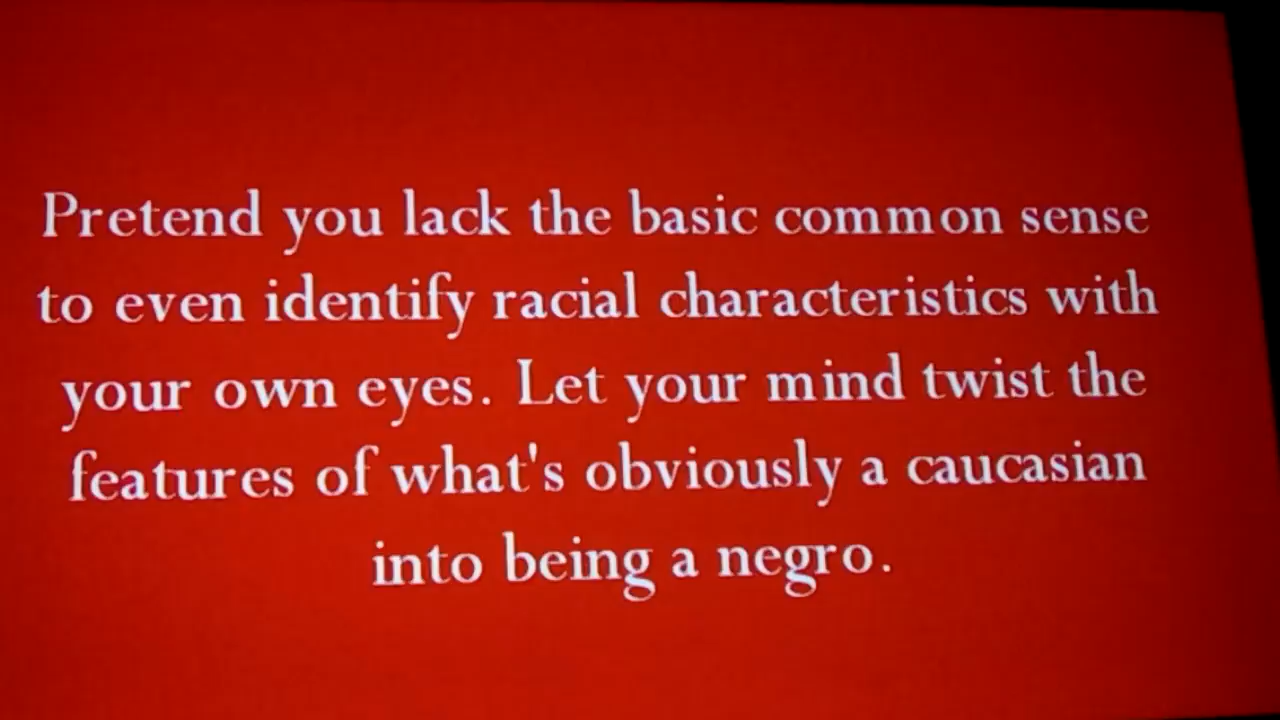 Pretend you lack the basic common sense
to even identify racial characteristics with
your own eyes. Let your mind twist the
features of what's obviously a caucasian
into being a negro.